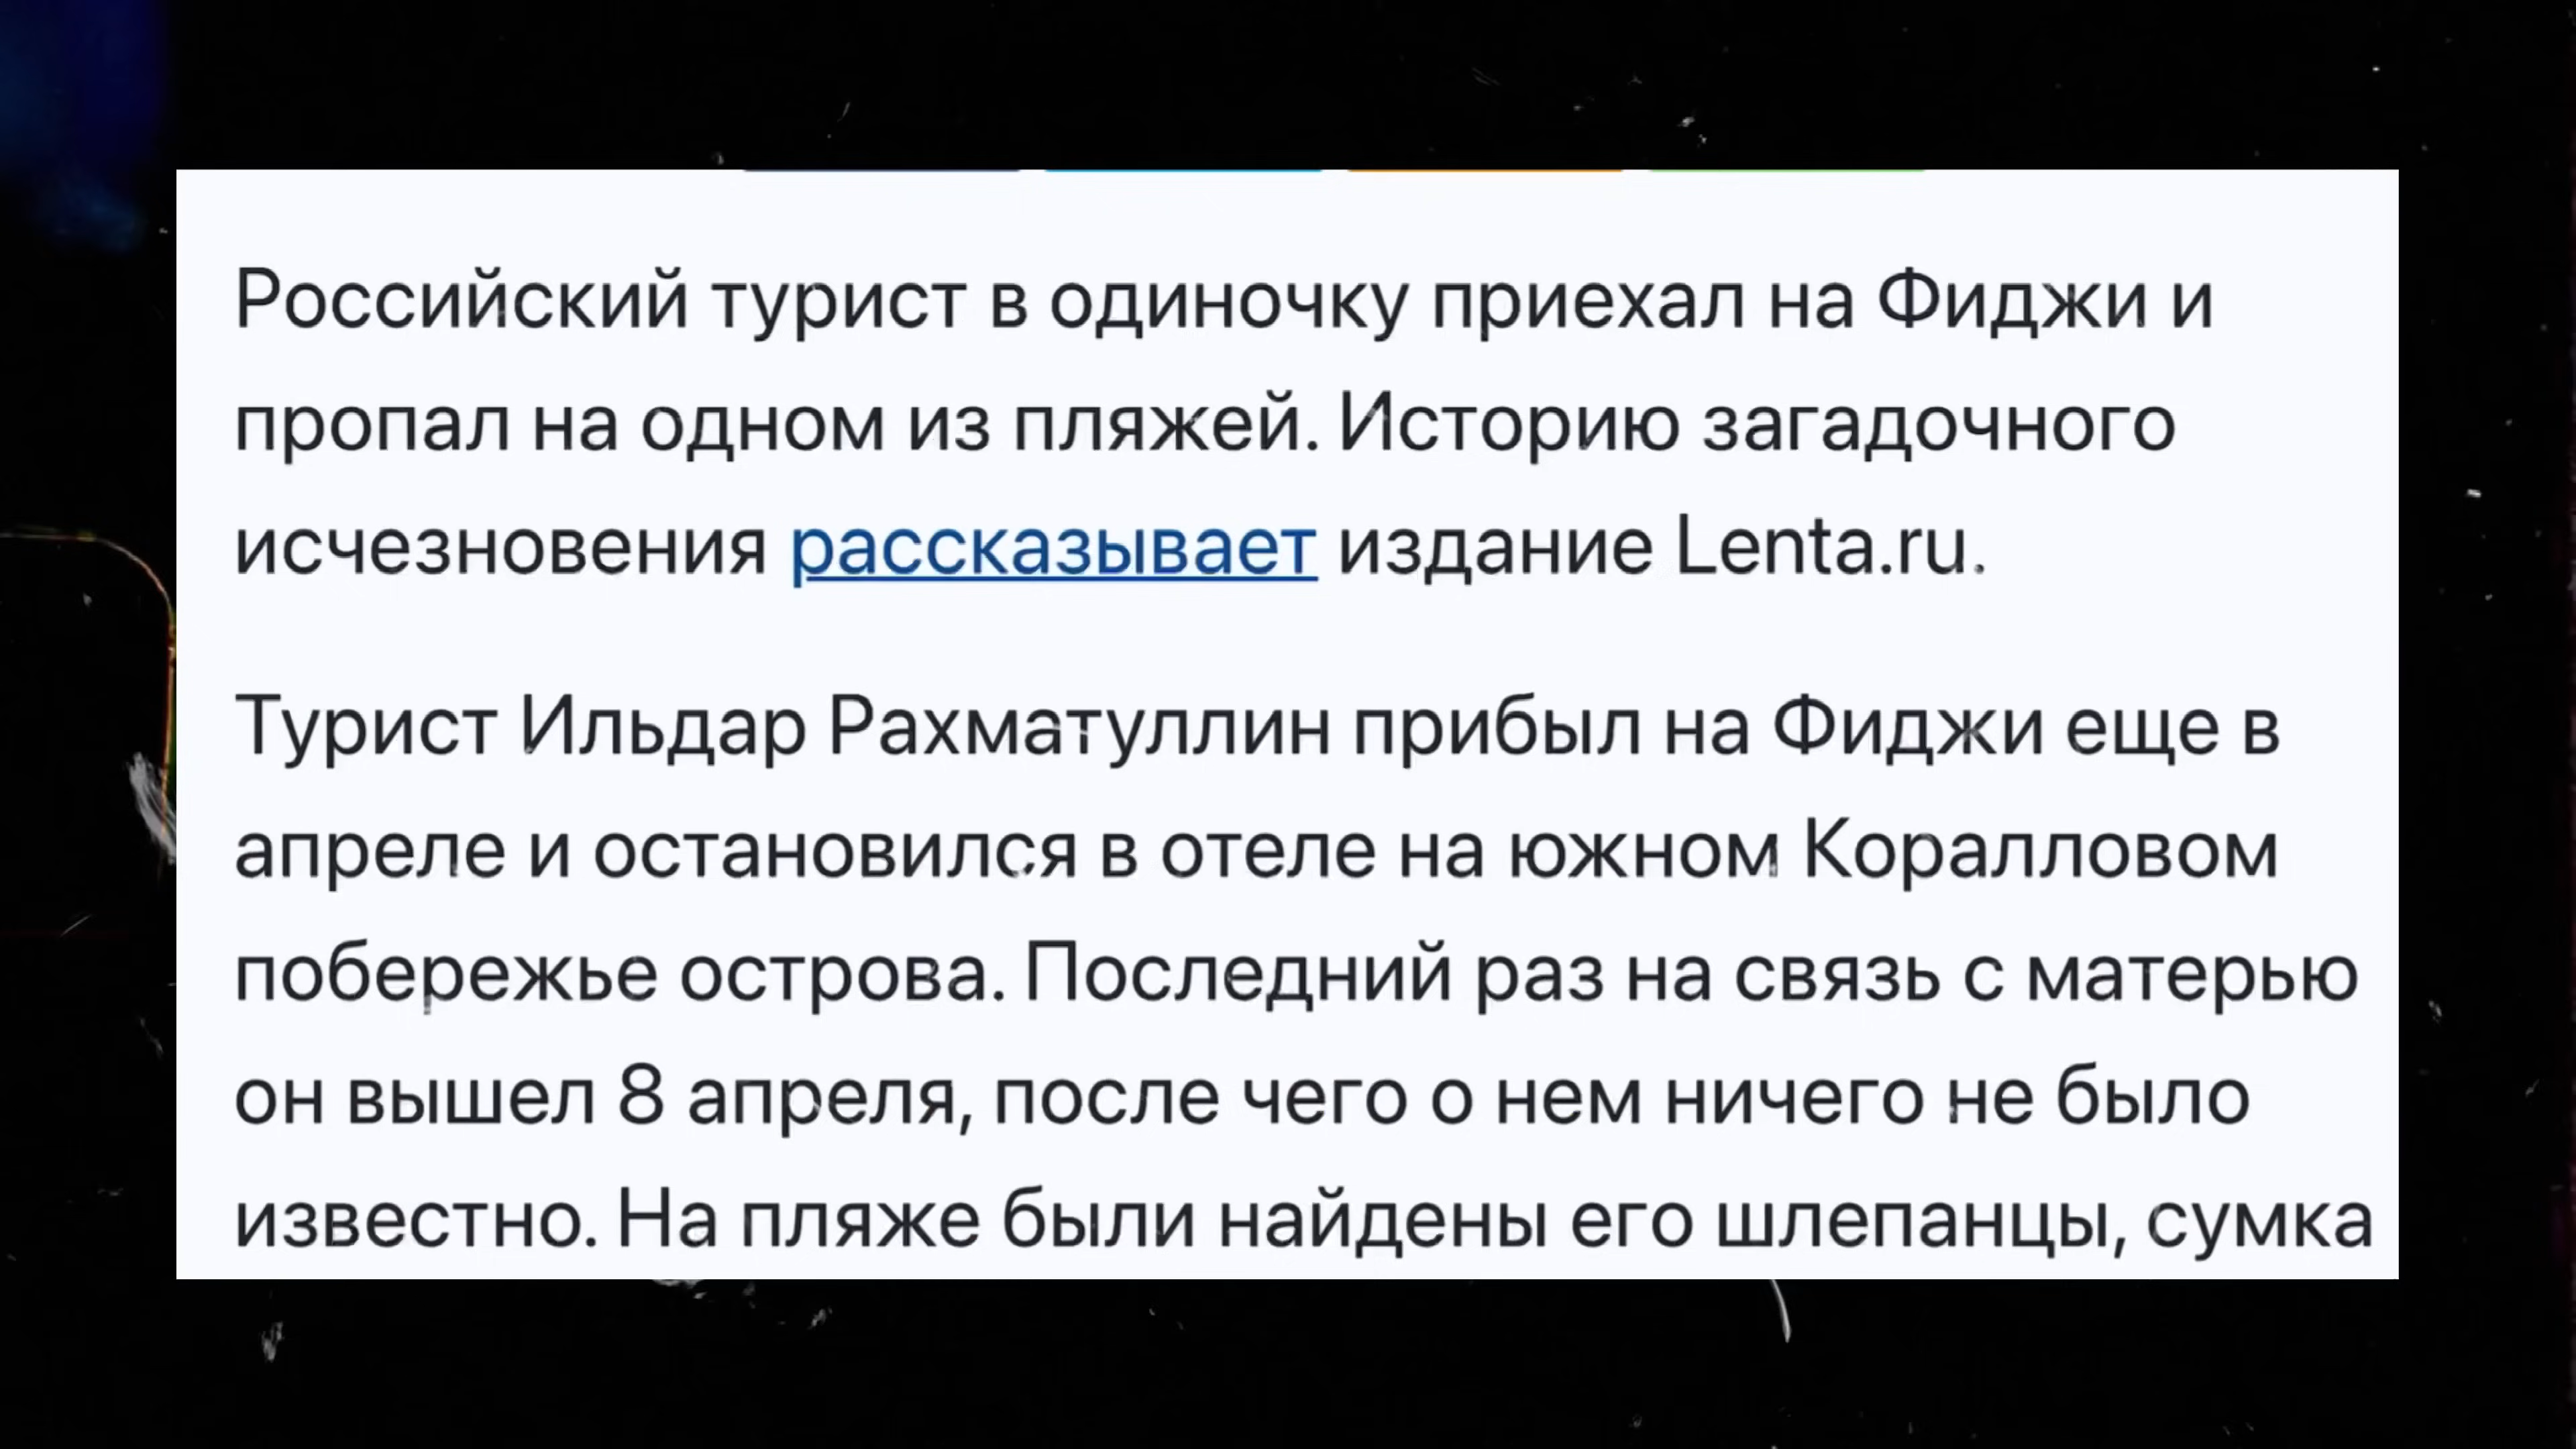 Российский турист в одиночку приехал на Фиджи и
пропал на одном из пляжей. Историю загадочного
исчезновения рассказывает издание Lenta.ru.
Турист Ильдар Рахматуллин прибыл на Фиджи еще в
апреле и остановился в отеле на южном Коралловом
побережье острова. Последний раз на связь с матерью
он вышел 8 апреля, после чего о нем ничего не было
известно. На пляже были найдены его шлепанцы, сумка